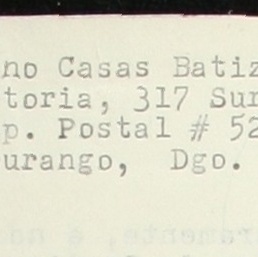 no Casas Batiz
toria, 317 Sur
p. Postal # 52
urango, Dgo.